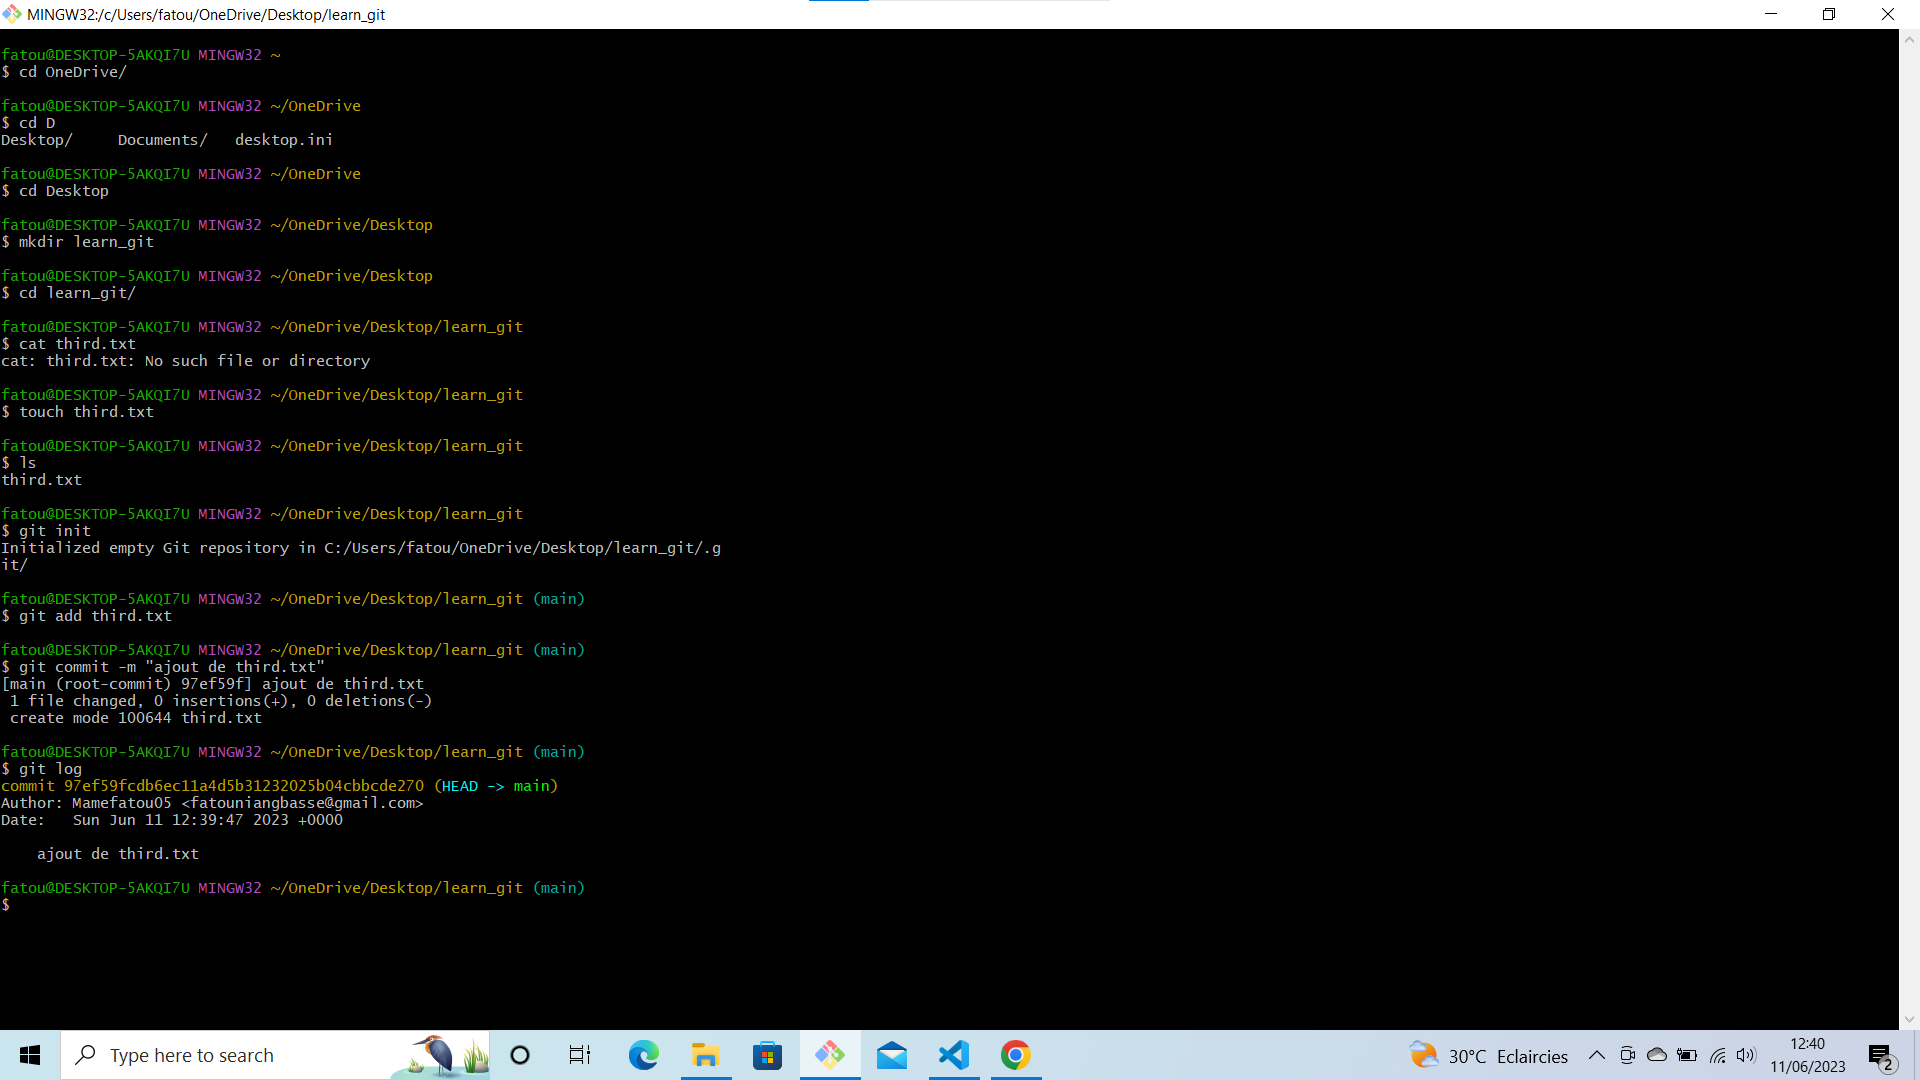 MINGW32:/c/Users/fatou/OneDrive/Desktop/learn_git
fatou@DESKTOP-5AKQI7U MINGW32 ~
$ cd OneDrive/
fatou@DESKTOP-5AKQI7U MINGW32 ~/OneDrive
$ cd D
Desktop/     Documents/   desktop.ini
fatou@DESKTOP-5AKQI7U MINGW32 ~/OneDrive
$ cd Desktop
fatou@DESKTOP-5AKQI7U MINGW32 ~/OneDrive/Desktop
$ mkdir learn_git
fatou@DESKTOP-5AKQI7U MINGW32 ~/OneDrive/Desktop
$ cd learn_git/
fatou@DESKTOP-5AKQI7U MINGW32 ~/OneDrive/Desktop/learn_git
$ cat third.txt
cat: third.txt: No such file or directory
fatou@DESKTOP-5AKQI7U MINGW32 ~/OneDrive/Desktop/learn_git
$ touch third.txt
fatou@DESKTOP-5AKQI7U MINGW32 ~/OneDrive/Desktop/learn_git
$ ls
third.txt
fatou@DESKTOP-5AKQI7U MINGW32 ~/OneDrive/Desktop/learn_git
$ git init
Initialized empty Git repository in C:/Users/fatou/OneDrive/Desktop/learn_git/.g
it/
fatou@DESKTOP-5AKQI7U MINGW32 ~/OneDrive/Desktop/learn_git (main)
$ git add third.txt
fatou@DESKTOP-5AKQI7U MINGW32 ~/OneDrive/Desktop/learn_git (main)
$ git commit -m "ajout de third.txt"
[main (root-commit) 97ef59f] ajout de third.txt
 1 file changed, 0 insertions(+), 0 deletions(-)
 create mode 100644 third.txt
fatou@DESKTOP-5AKQI7U MINGW32 ~/OneDrive/Desktop/learn_git (main)
$ git log
commit 97ef59fcdb6ec11a4d5b31232025b04cbbcde270 (HEAD -> main)
Author: Mamefatou05 <fatouniangbasse@gmail.com>
Date:   Sun Jun 11 12:39:47 2023 +0000
    ajout de third.txt
fatou@DESKTOP-5AKQI7U MINGW32 ~/OneDrive/Desktop/learn_git (main)
$
Type here to search
30°C Eclaircies
12:40
11/06/2023
2